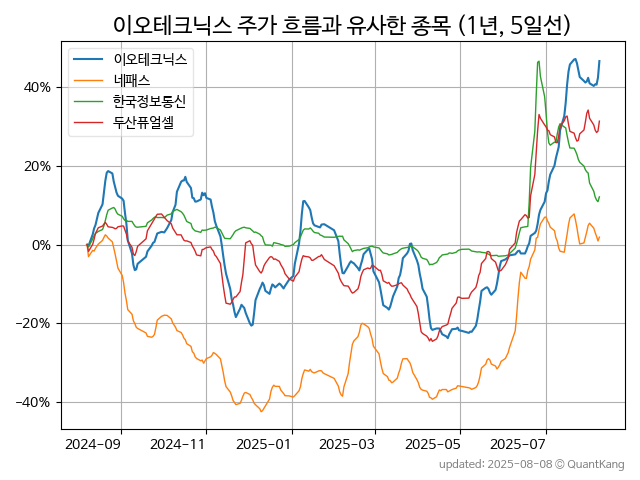 이오테크닉스 주가 흐름과 유사한 종목 (1년, 5일선)
이오테크닉스
네패스
한국정보통신
두산퓨얼셀
40%
20%
0%
−20%
−40%
2024-09 2024-11 2025-01 2025-03 2025-05 2025-07
updated: 2025-08-08 © QuantKang